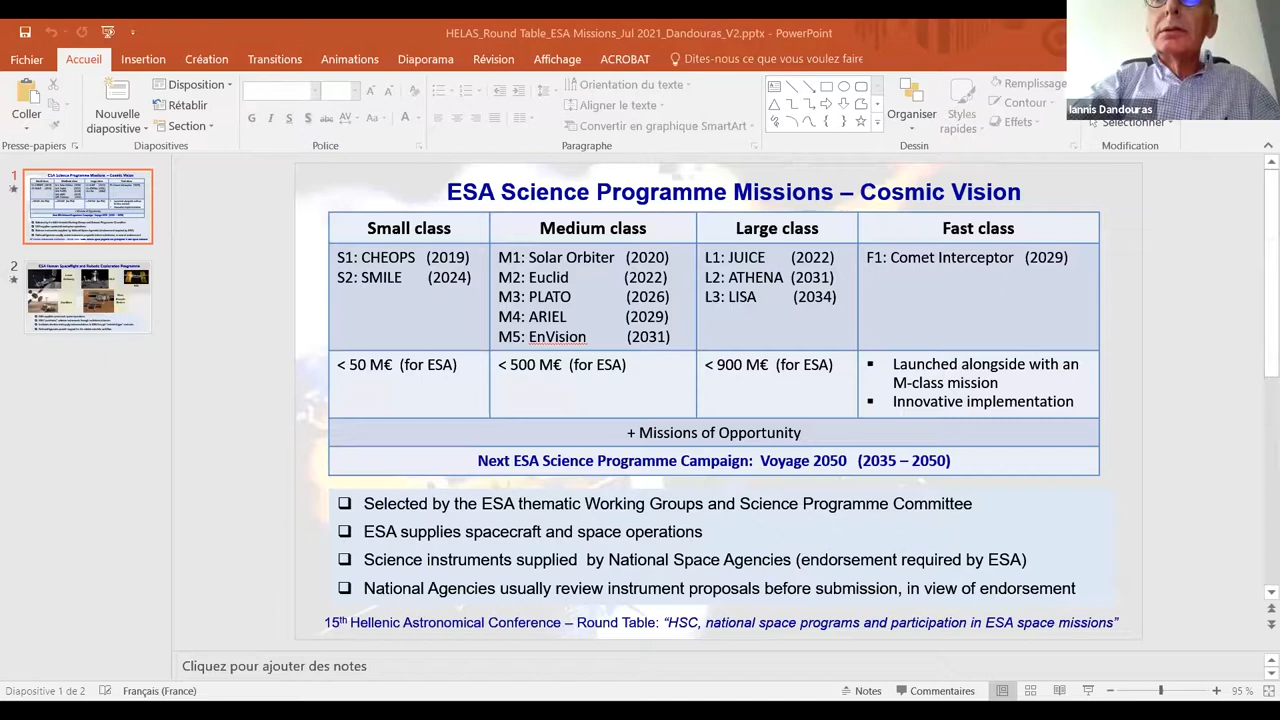 HELAS_Round Table_ESA Missions_Jul 2021_Dandouras_V2.pptx - PowerPoint
Fichier Accueil Insertion Création Transitions Animations Diaporama Révision Affichage ACROBAT Dites-nous ce que vous voulez faire
Iannis Dandouras
Coller
Nouvelle diapositive
Disposition
Rétablir
Section
Orientation du texte
Aligner le texte
Convertir en graphique SmartArt
Organiser
Styles rapides
Remplissage
Contour
Effets
Sélectionner
Presse-papiers Diapositives Police Paragraphe Dessin Modification
1
2
ESA Science Programme Missions – Cosmic Vision
Small class Medium class Large class Fast class
S1: CHEOPS (2019)
S2: SMILE (2024)
M1: Solar Orbiter (2020)
M2: Euclid (2022)
M3: PLATO (2026)
M4: ARIEL (2029)
M5: EnVision (2031)
L1: JUICE (2022)
L2: ATHENA (2031)
L3: LISA (2034)
F1: Comet Interceptor (2029)
< 50 M€ (for ESA)
< 500 M€ (for ESA)
< 900 M€ (for ESA)
▪ Launched alongside with an
M-class mission
▪ Innovative implementation
+ Missions of Opportunity
Next ESA Science Programme Campaign: Voyage 2050 (2035 – 2050)
❑ Selected by the ESA thematic Working Groups and Science Programme Committee
❑ ESA supplies spacecraft and space operations
❑ Science instruments supplied by National Space Agencies (endorsement required by ESA)
❑ National Agencies usually review instrument proposals before submission, in view of endorsement
15th Hellenic Astronomical Conference – Round Table: “HSC, national space programs and participation in ESA space missions”
Cliquez pour ajouter des notes
Diapositive 1 de 2 Français (France) Notes Commentaires 95 %